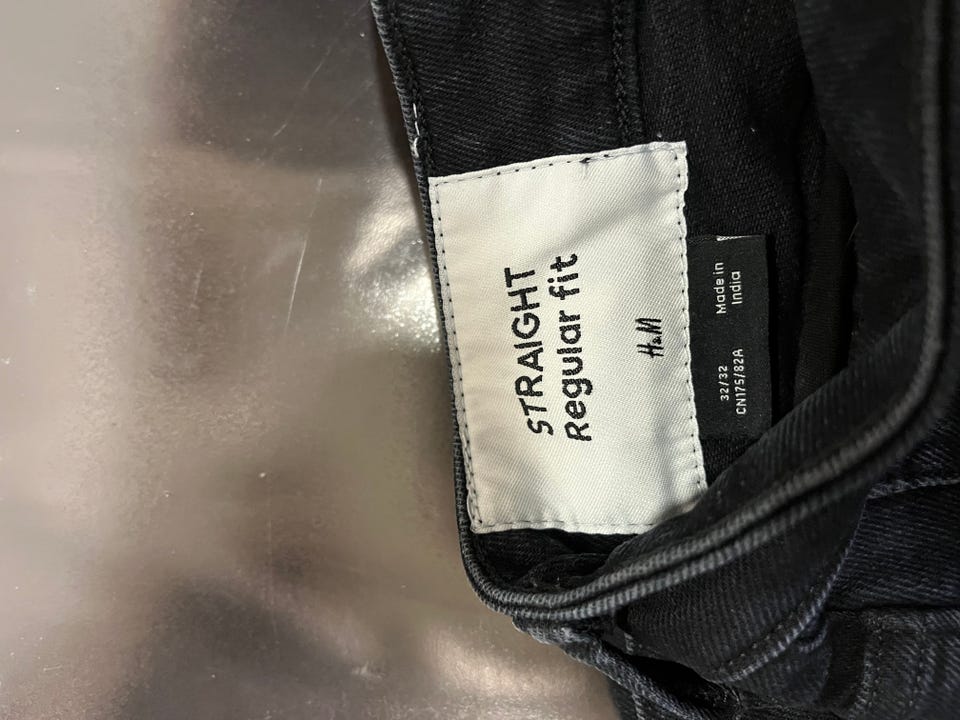 STRAIGHT
Regular fit
H&M
32/32
CN175/82A
Made in
India